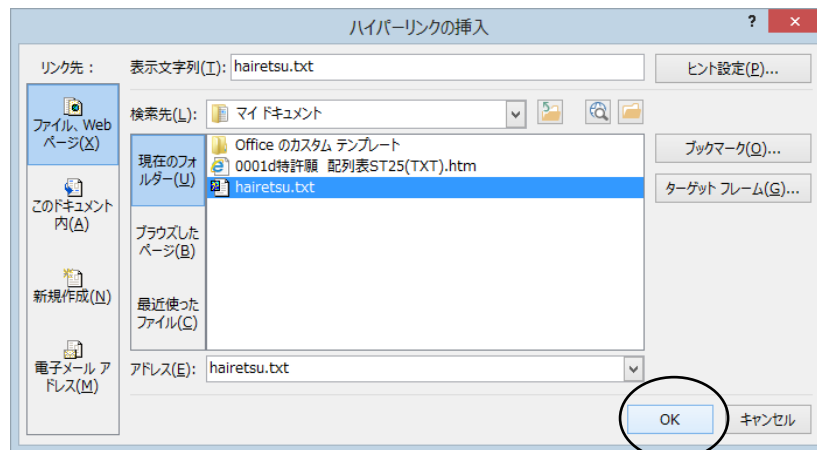 ハイパーリンクの挿入
? ×
リンク先： 表示文字列(T): hairetsu.txt ヒント設定(P)...
ファイル、Web
ページ(X)
検索先(L): マイ ドキュメント
現在のフォ
ルダー(U)
Office のカスタム テンプレート
0001d特許願 配列表ST25(TXT).htm
hairetsu.txt
ブックマーク(O)...
ターゲット フレーム(G)...
このドキュメント
内(A)
ブラウズした
ページ(B)
新規作成(N)
最近使った
ファイル(C)
電子メール ア
ドレス(M)
アドレス(E): hairetsu.txt
OK キャンセル